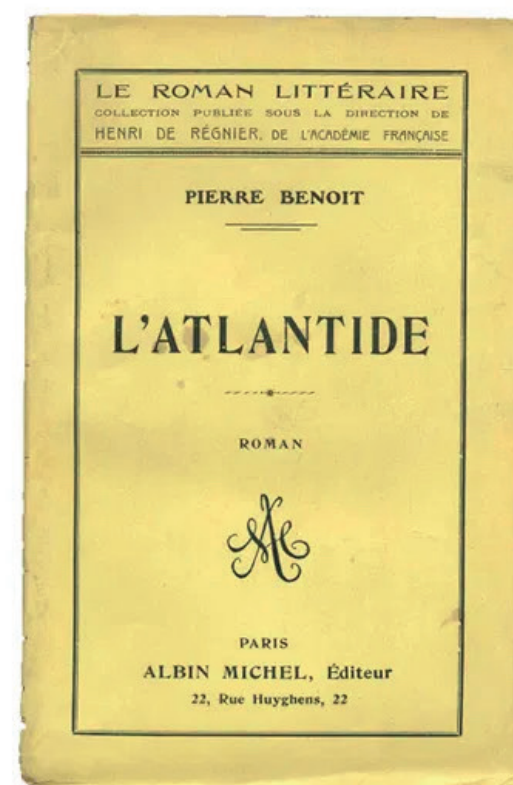 LE ROMAN LITTÉRAIRE
COLLECTION PUBLIÉE SOUS LA DIRECTION DE
HENRI DE RÉGNIER, DE L'ACADÉMIE FRANÇAISE
PIERRE BENOIT
L'ATLANTIDE
ROMAN
PARIS
ALBIN MICHEL, Éditeur
22, Rue Huyghens, 22